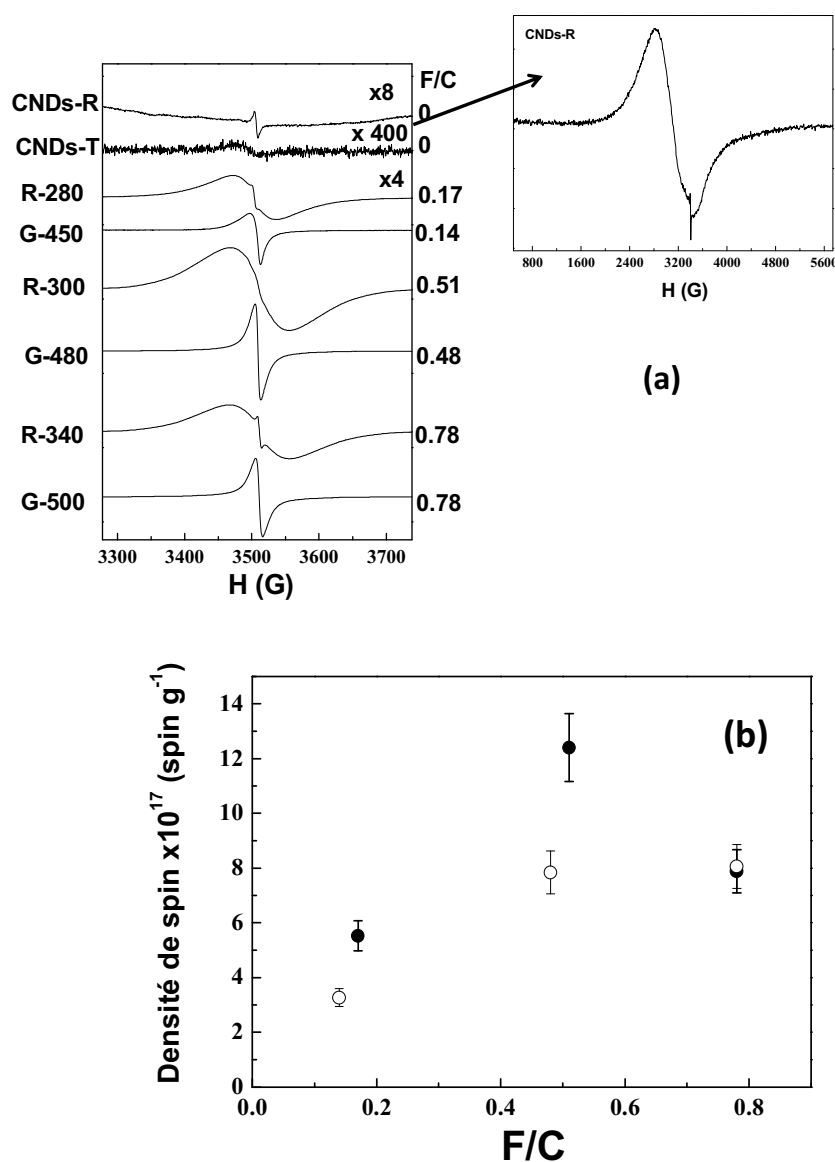 F/C
CNDs-R x8 0
CNDs-T x 400 0
R-280 x4 0.17
G-450 0.14
R-300 0.51
G-480 0.48
R-340 0.78
G-500 0.78
3300 3400 3500 3600 3700
H (G)
CNDs-R
800 1600 2400 3200 4000 4800 5600
H (G)
(a)
Densité de spin x10¹⁷ (spin g⁻¹)
14
12
10
8
6
4
2
0
0.0 0.2 0.4 0.6 0.8
F/C
(b)